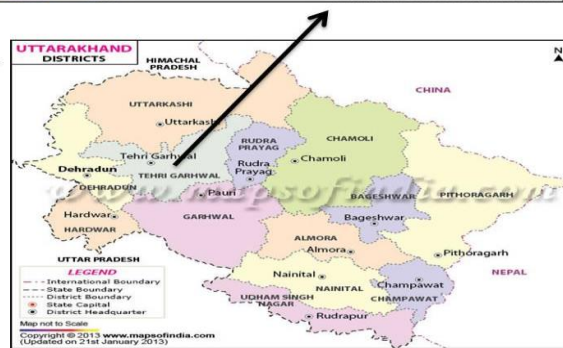 UTTARAKHAND
DISTRICTS
HIMACHAL
PRADESH
N
CHINA
UTTARKASHI
Uttarkashi
CHAMOLI
Chamoli
RUDRA
PRAYAG
Rudra
Prayag
Tehri Garhwal
TEHRI GARHWAL
Dehradun
DEHRADUN
www.mapsofindia.com
Pauri
GARHWAL
Hardwar
HARDWAR
BAGESHWAR
Bageshwar
PITHORAGARH
Pithoragarh
UTTAR PRADESH
ALMORA
Almora
NEPAL
Nainital
NAINITAL
Champawat
CHAMPAWAT
UDHAM SINGH
NAGAR
Rudrapur
LEGEND
International Boundary
State Boundary
District Boundary
State Capital
District Headquarter
Map not to Scale
Copyright © 2013 www.mapsofindia.com
(Updated on 21st January 2013)